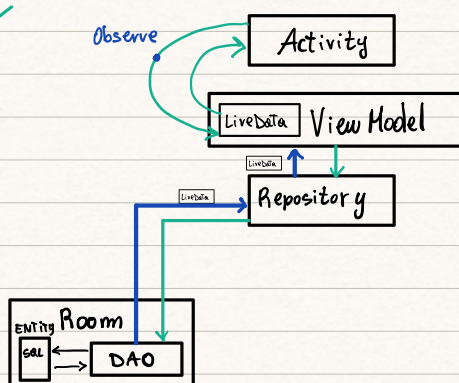 Observe
Activity
LiveData
View Model
LiveData
LiveData
Repository
Room
ENTITY
SQL
DAO